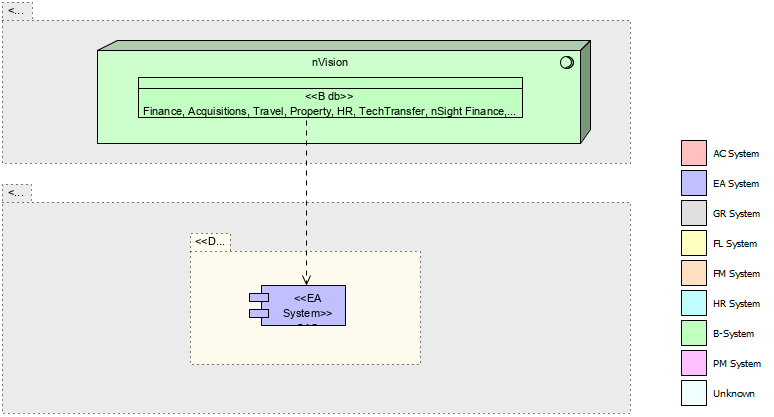 <...
nVision
<<B db>>
Finance, Acquisitions, Travel, Property, HR, TechTransfer, nSight Finance,...
<...
<<D...
<<EA
System>>
AC System
EA System
GR System
FL System
FM System
HR System
B-System
PM System
Unknown